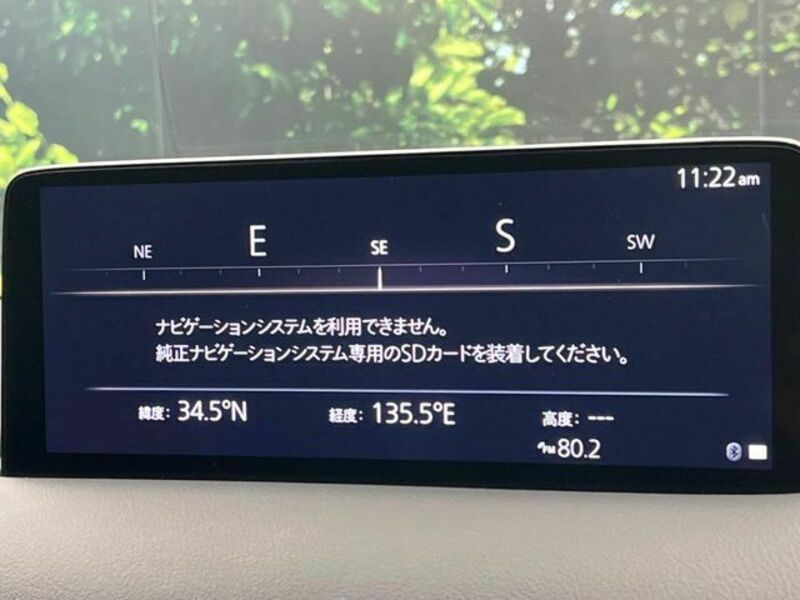 11:22am
NE E SE S SW
ナビゲーションシステムを利用できません。
純正ナビゲーションシステム専用のSDカードを装着してください。
緯度: 34.5°N 経度: 135.5°E 高度: ---
FM 80.2